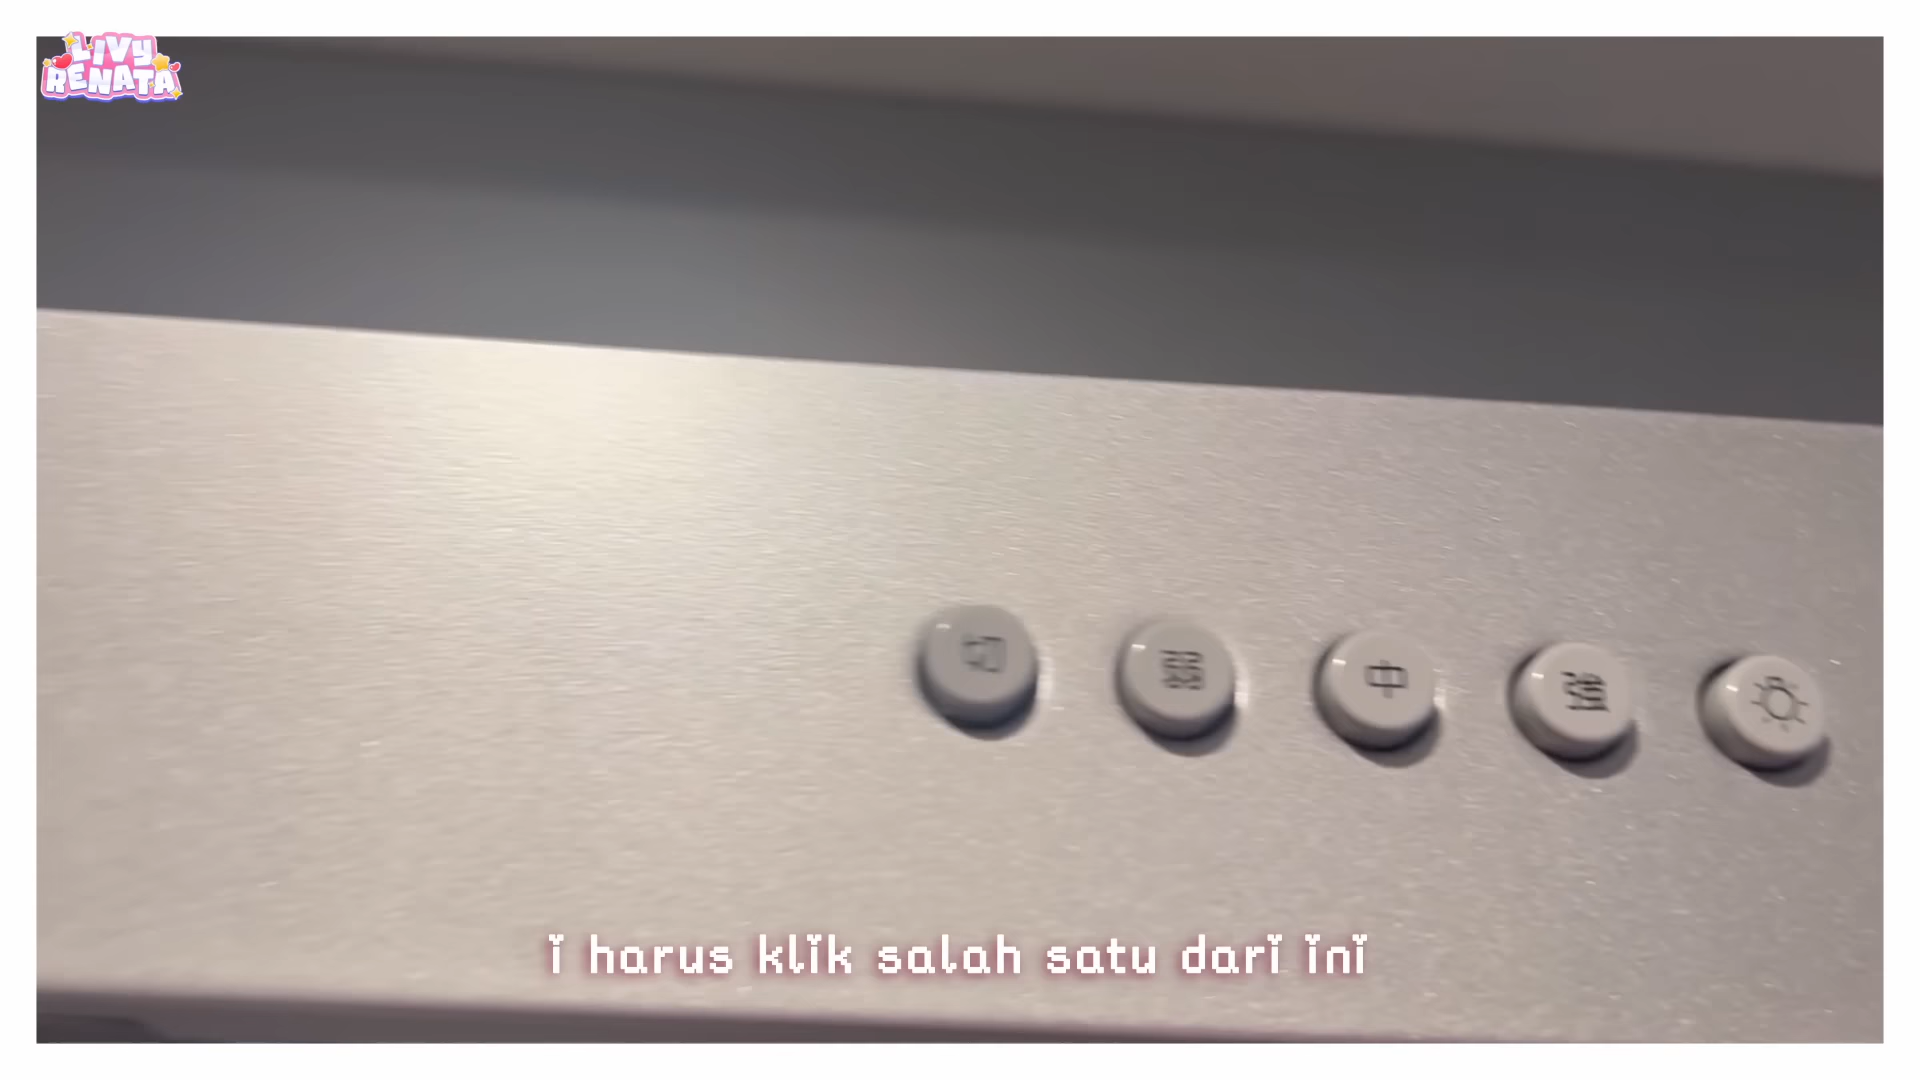 LIVY
RENATA
切 弱 中 強
i harus klik salah satu dari ini